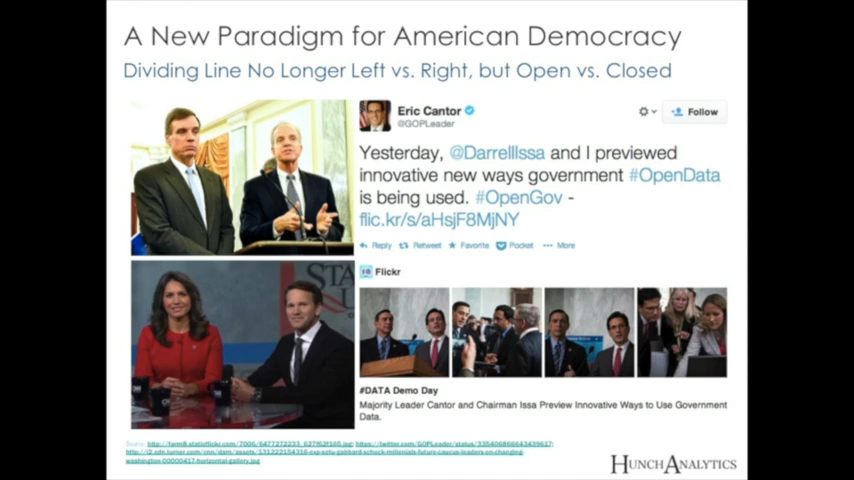 A New Paradigm for American Democracy
Dividing Line No Longer Left vs. Right, but Open vs. Closed
Eric Cantor
@GOPLeader
Follow
Yesterday, @DarrellIssa and I previewed
innovative new ways government #OpenData
is being used. #OpenGov -
flic.kr/s/aHsjF8MjNY
Reply Retweet Favorite Pocket More
Flickr
STA
U
#DATA Demo Day
Majority Leader Cantor and Chairman Issa Preview Innovative Ways to Use Government
Data.
Source:
HUNCHANALYTICS